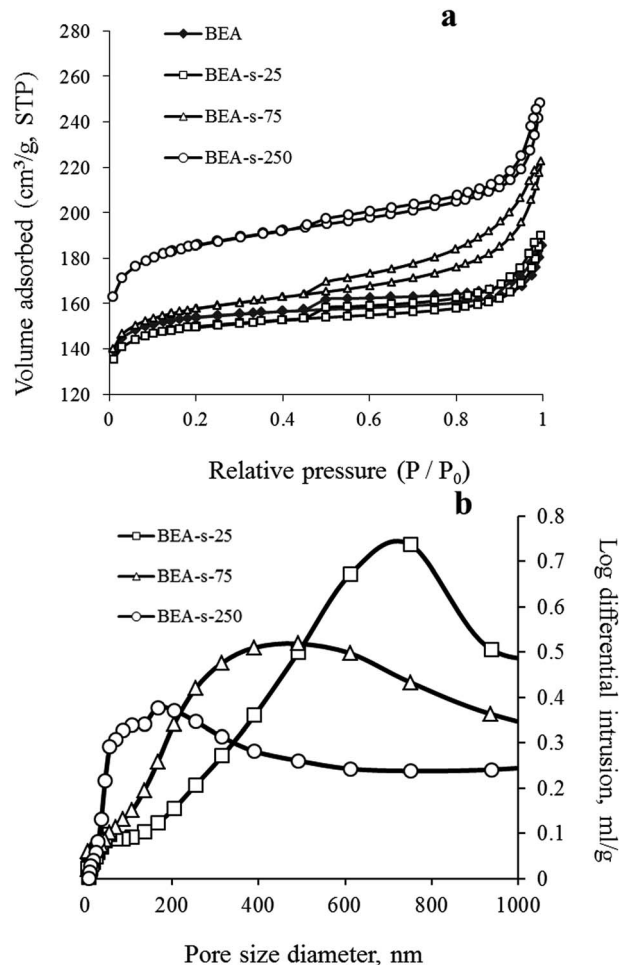 a
280
260
240
220
200
180
160
140
120
Volume adsorbed (cm³/g, STP)
BEA
BEA-s-25
BEA-s-75
BEA-s-250
0
0.2
0.4
0.6
0.8
1
Relative pressure (P / P₀)
b
BEA-s-25
BEA-s-75
BEA-s-250
0.8
0.7
0.6
0.5
0.4
0.3
0.2
0.1
0
Log differential intrusion, ml/g
0
200
400
600
800
1000
Pore size diameter, nm